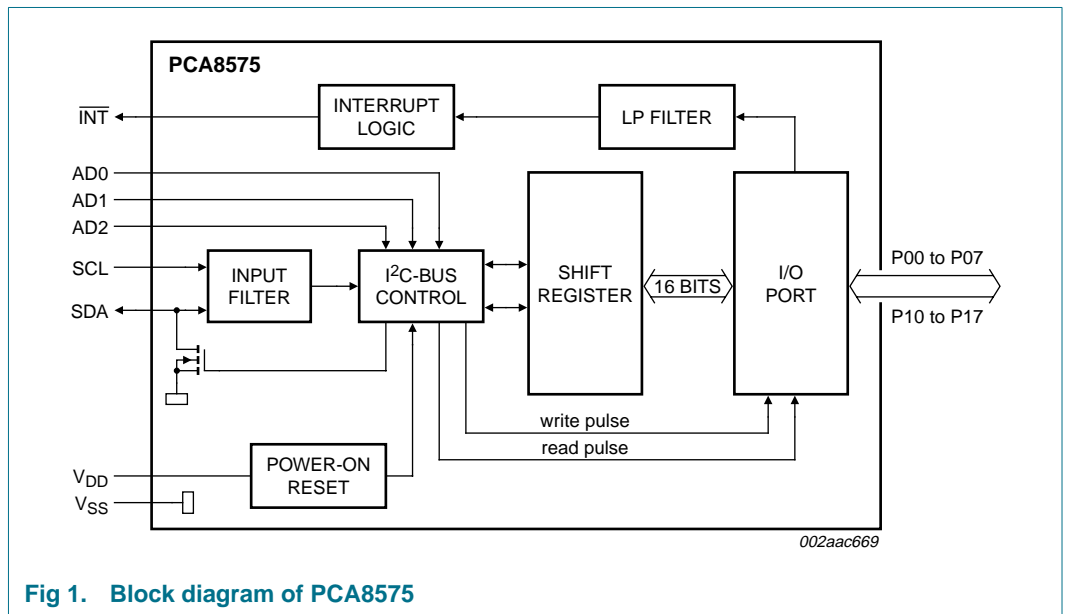 PCA8575
INT
INTERRUPT
LOGIC
LP FILTER
AD0
AD1
AD2
SCL
SDA
INPUT
FILTER
I²C-BUS
CONTROL
SHIFT
REGISTER
16 BITS
I/O
PORT
P00 to P07
P10 to P17
write pulse
read pulse
VDD
VSS
POWER-ON
RESET
002aac669
Fig 1. Block diagram of PCA8575